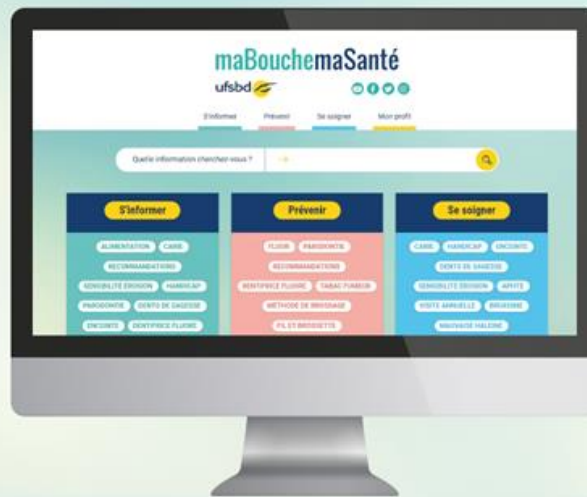 maBouchemaSanté
ufsbd
S'informer Prévenir Se soigner Mon profil
Quelle information cherchez-vous ?
S'informer Prévenir Se soigner
ALIMENTATION CARIE FLUOR PARODONTIE CARIE HANDICAP ENCEINTE
RECOMMANDATIONS RECOMMANDATIONS DENTS DE SAGESSE
SENSIBILITÉ ÉROSION HANDICAP DENTIFRICE FLUORE TABAC FUMEUR SENSIBILITÉ ÉROSION APHTE
PARODONTIE DENTS DE SAGESSE MÉTHODE DE BROSSAGE VISITE ANNUELLE BRUXISME
ENCEINTE DENTIFRICE FLUORE FIL ET BROSSETTE MAUVAISE HALEINE